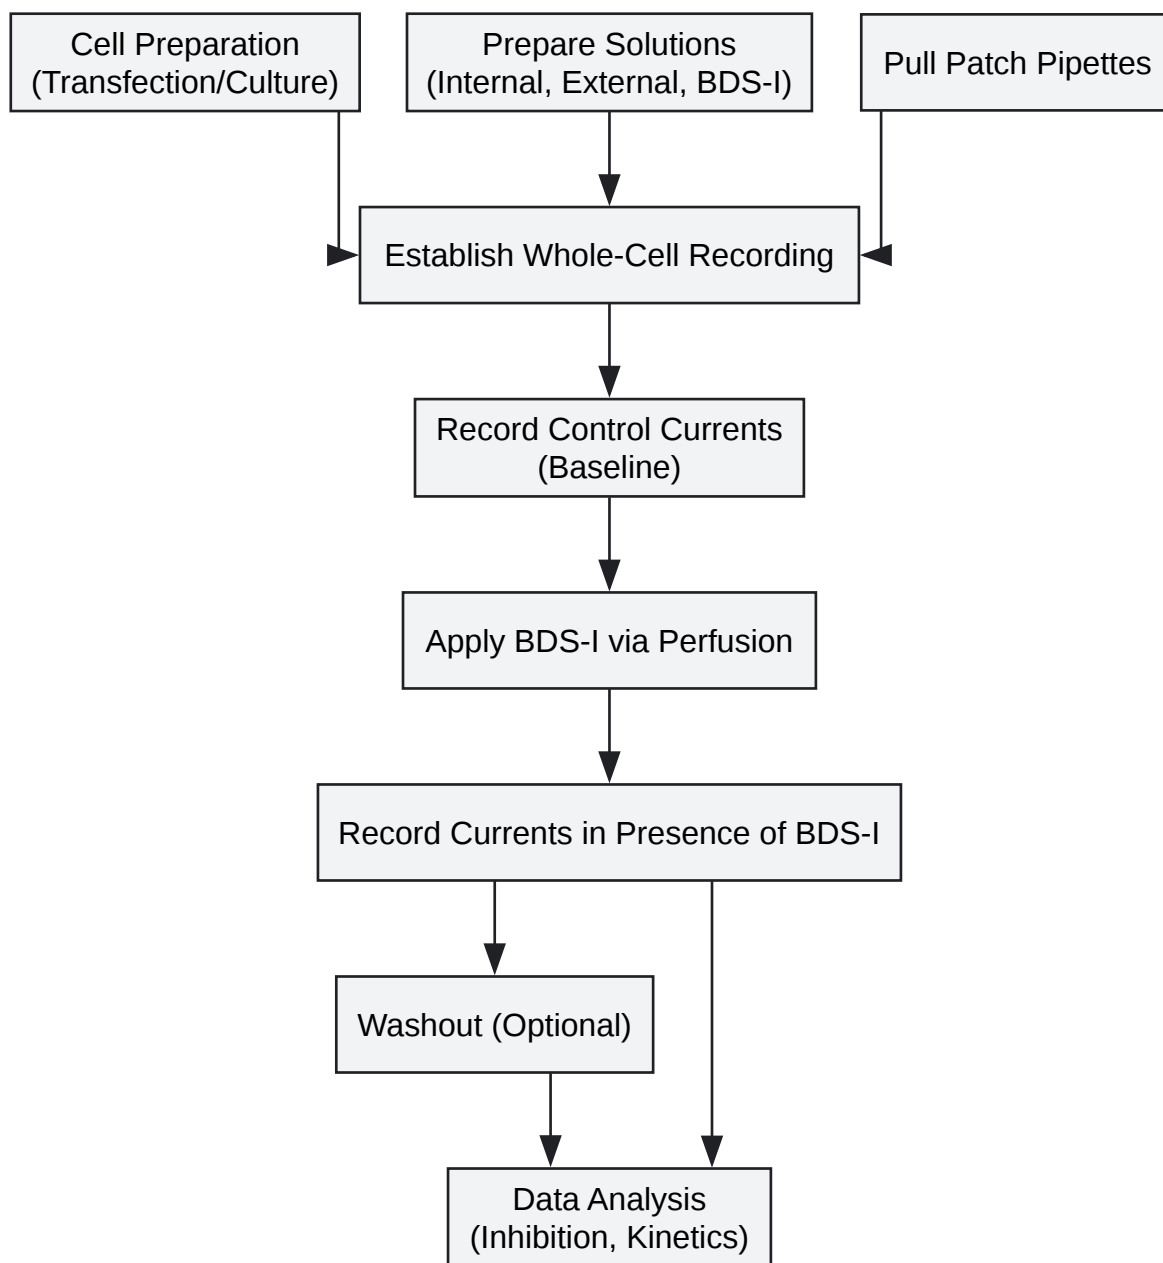 Cell Preparation
(Transfection/Culture)
Prepare Solutions
(Internal, External, BDS-I)
Pull Patch Pipettes
Establish Whole-Cell Recording
Record Control Currents
(Baseline)
Apply BDS-I via Perfusion
Record Currents in Presence of BDS-I
Washout (Optional)
Data Analysis
(Inhibition, Kinetics)